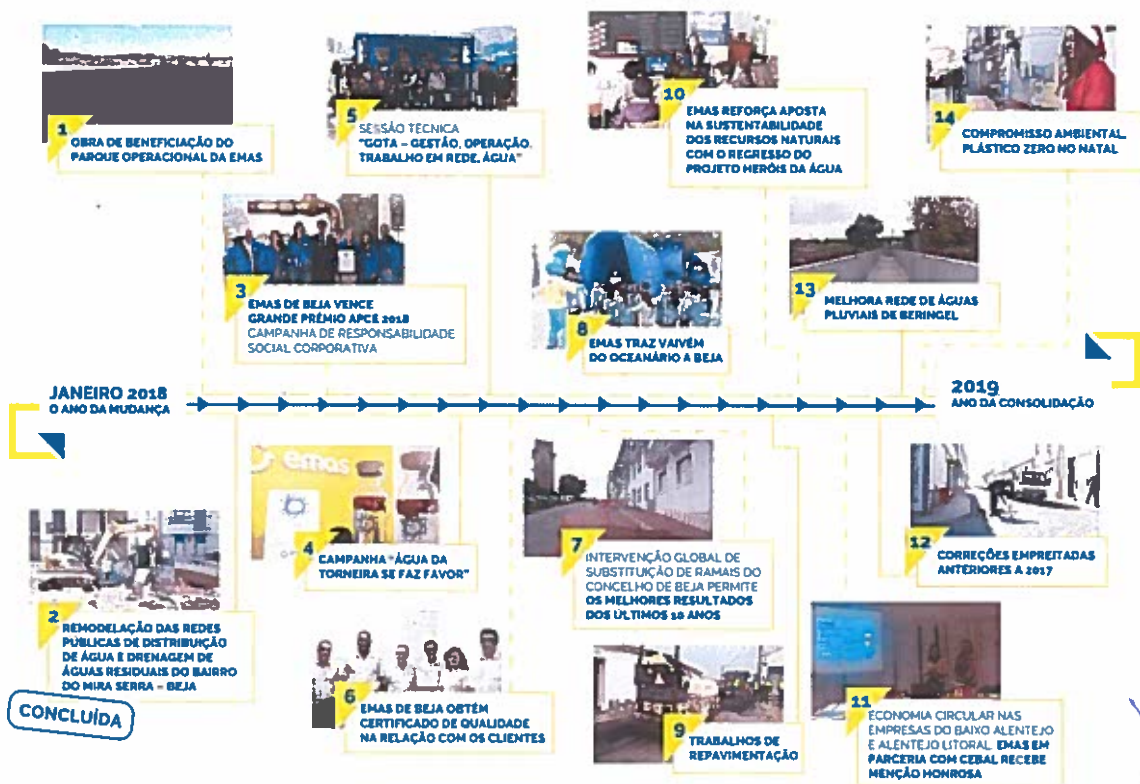 1
OBRA DE BENEFICIAÇÃO DO
PARQUE OPERACIONAL DA EMAS
5
SESSÃO TÉCNICA
"GOTA – GESTÃO, OPERAÇÃO,
TRABALHO EM REDE, ÁGUA"
10
EMAS REFORÇA APOSTA
NA SUSTENTABILIDADE
DOS RECURSOS NATURAIS
COM O REGRESSO DO
PROJETO HERÓIS DA ÁGUA
14
COMPROMISSO AMBIENTAL
PLÁSTICO ZERO NO NATAL
3
EMAS DE BEJA VENCE
GRANDE PRÉMIO APCE 2018
CAMPANHA DE RESPONSABILIDADE
SOCIAL CORPORATIVA
8
EMAS TRAZ VAIVÉM
DO OCEANÁRIO A BEJA
13
MELHORA REDE DE ÁGUAS
PLUVIAIS DE BERINGEL
JANEIRO 2018
O ANO DA MUDANÇA
2019
ANO DA CONSOLIDAÇÃO
2
REMODELAÇÃO DAS REDES
PÚBLICAS DE DISTRIBUIÇÃO
DE ÁGUA E DRENAGEM DE
ÁGUAS RESIDUAIS DO BAIRRO
DO MIRA SERRA – BEJA
CONCLUÍDA
emas
4
CAMPANHA "ÁGUA DA
TORNEIRA SE FAZ FAVOR"
7
INTERVENÇÃO GLOBAL DE
SUBSTITUIÇÃO DE RAMAIS DO
CONCELHO DE BEJA PERMITE
OS MELHORES RESULTADOS
DOS ÚLTIMOS 10 ANOS
12
CORREÇÕES EMPREITADAS
ANTERIORES A 2017
6
EMAS DE BEJA OBTÉM
CERTIFICADO DE QUALIDADE
NA RELAÇÃO COM OS CLIENTES
9
TRABALHOS DE
REPAVIMENTAÇÃO
11
ECONOMIA CIRCULAR NAS
EMPRESAS DO BAIXO ALENTEJO
E ALENTEJO LITORAL EMAS EM
PARCERIA COM CEBAL RECEBE
MENÇÃO HONROSA